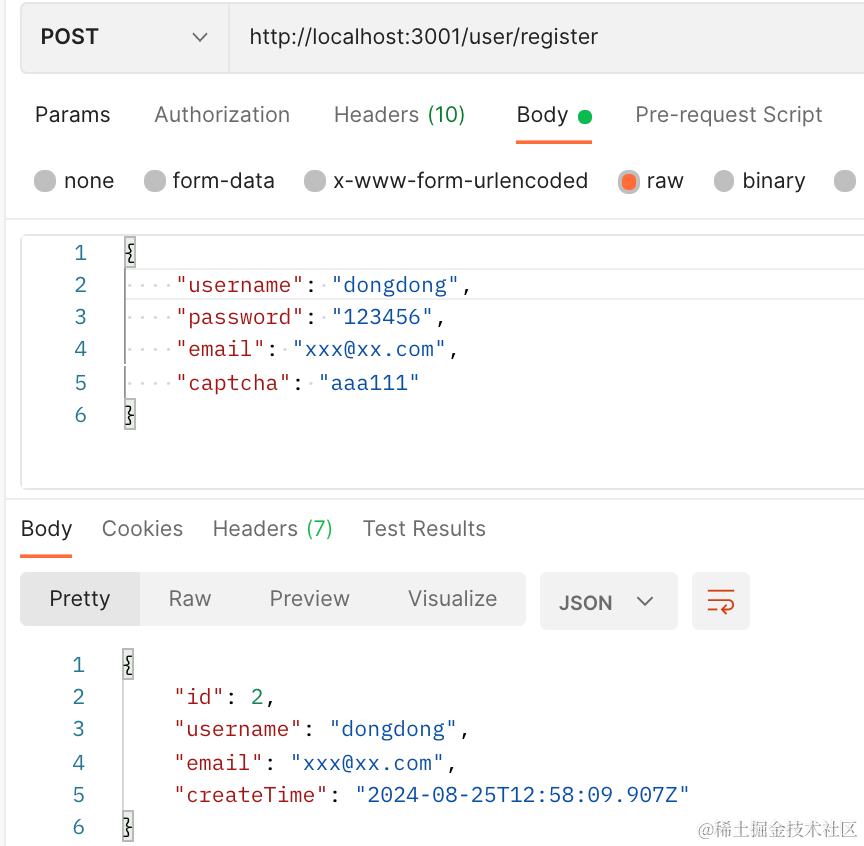 POST http://localhost:3001/user/register
Params Authorization Headers (10) Body Pre-request Script
none form-data x-www-form-urlencoded raw binary
1 {
2 "username": "dongdong",
3 "password": "123456",
4 "email": "xxx@xx.com",
5 "captcha": "aaa111"
6 }
Body Cookies Headers (7) Test Results
Pretty Raw Preview Visualize JSON
1 {
2 "id": 2,
3 "username": "dongdong",
4 "email": "xxx@xx.com",
5 "createTime": "2024-08-25T12:58:09.907Z"
6 }
@稀土掘金技术社区